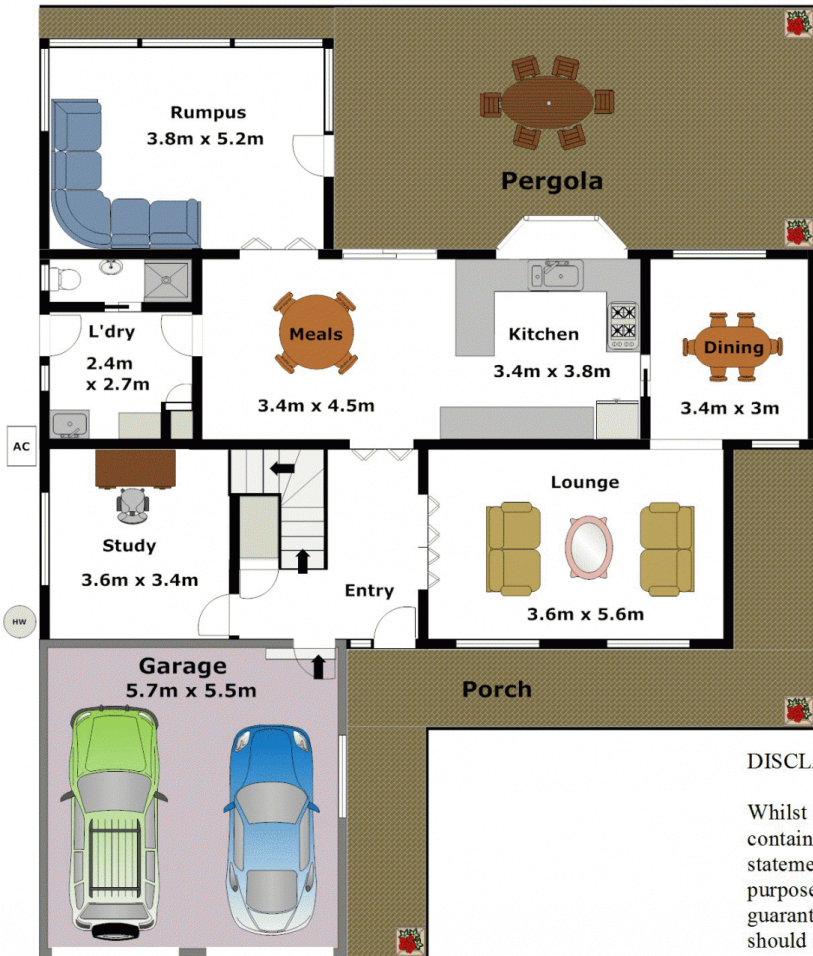 Rumpus
3.8m x 5.2m
Pergola
L'dry
2.4m
x 2.7m
Meals
3.4m x 4.5m
Kitchen
3.4m x 3.8m
Dining
3.4m x 3m
AC
Study
3.6m x 3.4m
Entry
Lounge
3.6m x 5.6m
HW
Garage
5.7m x 5.5m
Porch
DISCLA
Whilst
contain
stateme
purpose
guarant
should